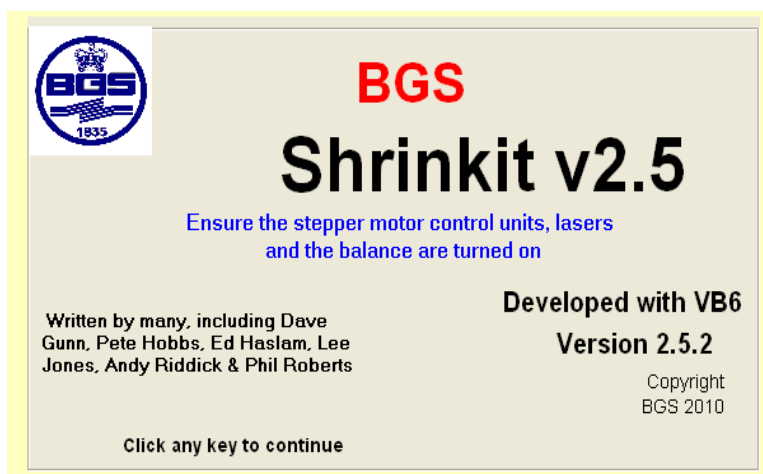 BGS
1835
BGS
Shrinkit v2.5
Ensure the stepper motor control units, lasers
and the balance are turned on
Written by many, including Dave
Gunn, Pete Hobbs, Ed Haslam, Lee
Jones, Andy Riddick & Phil Roberts
Developed with VB6
Version 2.5.2
Copyright
BGS 2010
Click any key to continue